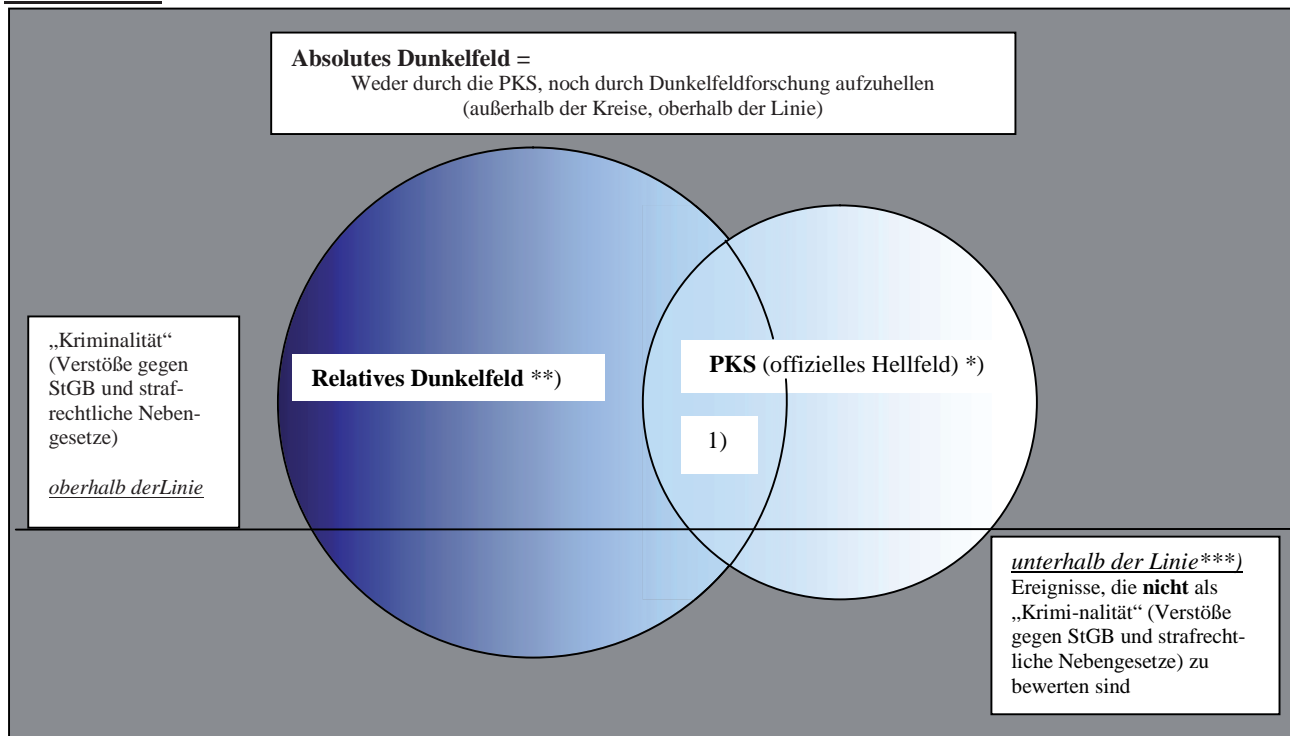 Absolutes Dunkelfeld =
Weder durch die PKS, noch durch Dunkelfeldforschung aufzuhellen
(außerhalb der Kreise, oberhalb der Linie)
„Kriminalität“
(Verstöße gegen
StGB und straf-
rechtliche Neben-
gesetze)
oberhalb derLinie
Relatives Dunkelfeld **)
PKS (offizielles Hellfeld) *)
1)
unterhalb der Linie***)
Ereignisse, die nicht als
„Krimi-nalität“ (Verstöße
gegen StGB und strafrecht-
liche Nebengesetze) zu
bewerten sind